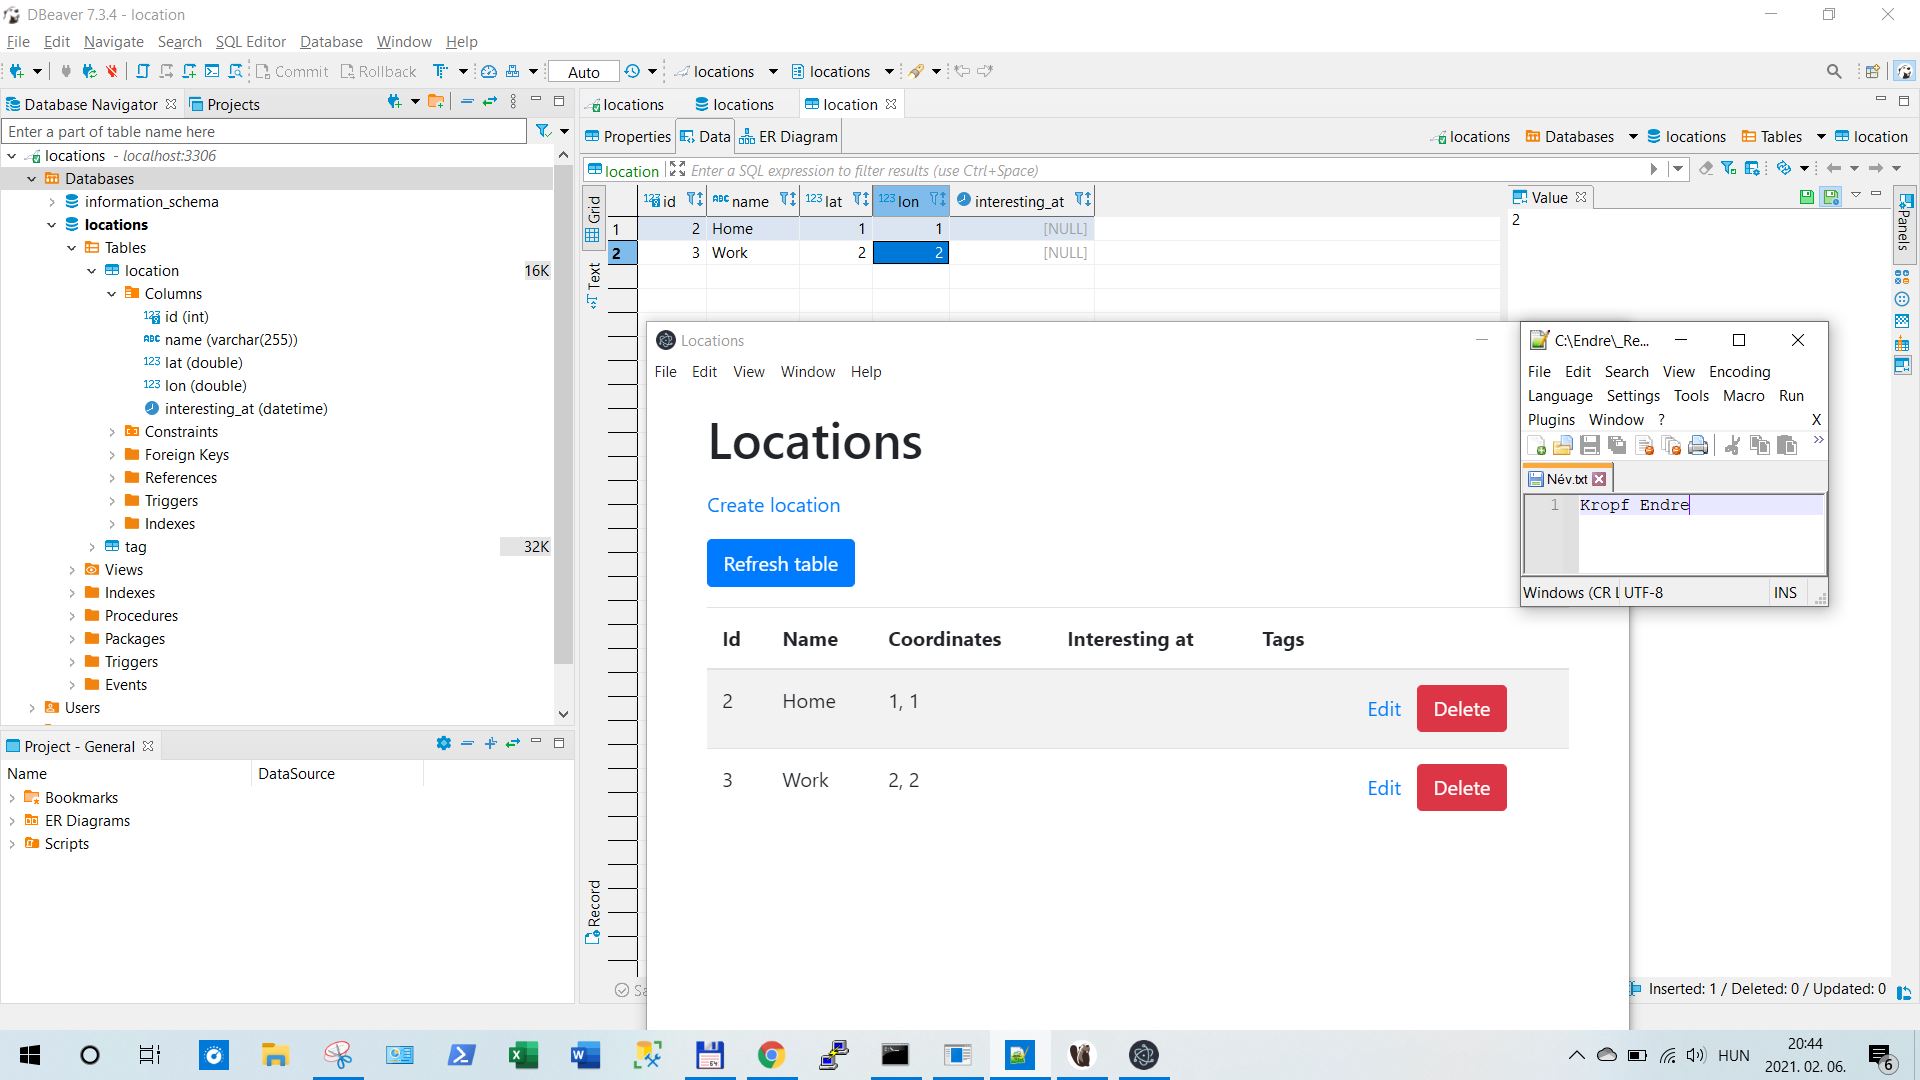 DBeaver 7.3.4 - location
File Edit Navigate Search SQL Editor Database Window Help
Commit Rollback Auto locations locations
Database Navigator Projects
Enter a part of table name here
locations - localhost:3306
Databases
information_schema
locations
Tables
location 16K
Columns
id (int)
name (varchar(255))
lat (double)
lon (double)
interesting_at (datetime)
Constraints
Foreign Keys
References
Triggers
Indexes
tag 32K
Views
Indexes
Procedures
Packages
Triggers
Events
Users
Project - General
Name DataSource
Bookmarks
ER Diagrams
Scripts
locations locations location
Properties Data ER Diagram
locations Databases locations Tables location
location Enter a SQL expression to filter results (use Ctrl+Space)
Grid
Text
Record
123 id ABC name 123 lat 123 lon interesting_at
1 2 Home 1 1 [NULL]
2 3 Work 2 2 [NULL]
Value
2
Panels
Locations
File Edit View Window Help
Locations
Create location
Refresh table
Id Name Coordinates Interesting at Tags
2 Home 1, 1 Edit Delete
3 Work 2, 2 Edit Delete
C:\Endre\_Re...
File Edit Search View Encoding
Language Settings Tools Macro Run
Plugins Window ? X
Név.txt
1 Kropf Endre
Windows (CR L UTF-8 INS
Inserted: 1 / Deleted: 0 / Updated: 0
HUN
20:44
2021. 02. 06.
6